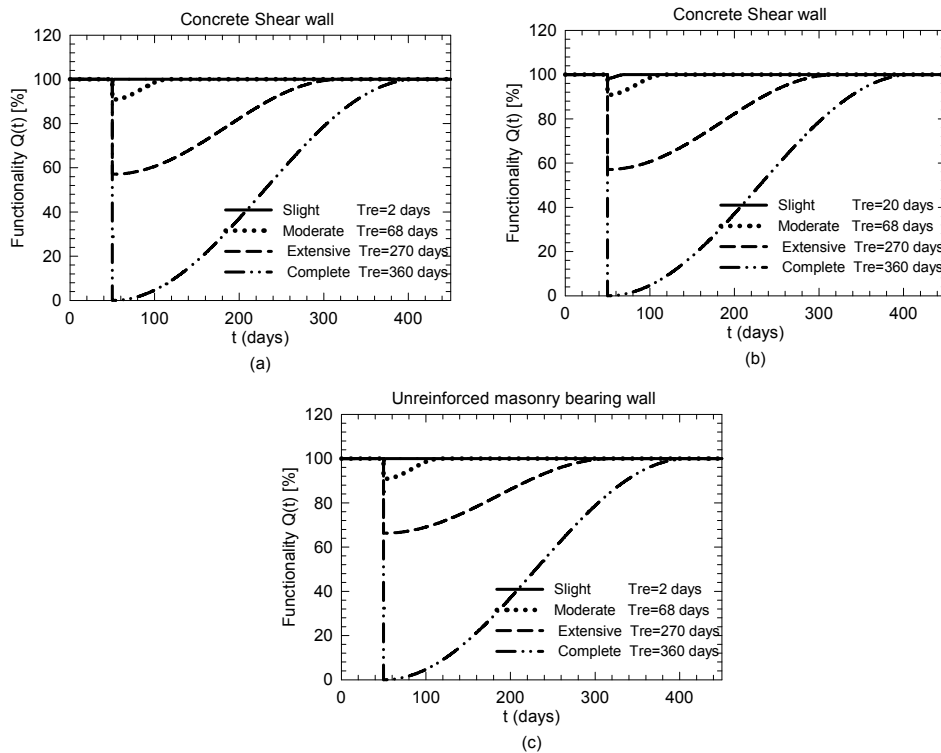 Concrete Shear wall
120
100
80
60
40
20
0
Functionality Q(t) [%]
Slight Tre=2 days
Moderate Tre=68 days
Extensive Tre=270 days
Complete Tre=360 days
0 100 200 300 400
t (days)
(a)
Concrete Shear wall
120
100
80
60
40
20
0
Functionality Q(t) [%]
Slight Tre=20 days
Moderate Tre=68 days
Extensive Tre=270 days
Complete Tre=360 days
0 100 200 300 400
t (days)
(b)
Unreinforced masonry bearing wall
120
100
80
60
40
20
0
Functionality Q(t) [%]
Slight Tre=2 days
Moderate Tre=68 days
Extensive Tre=270 days
Complete Tre=360 days
0 100 200 300 400
t (days)
(c)